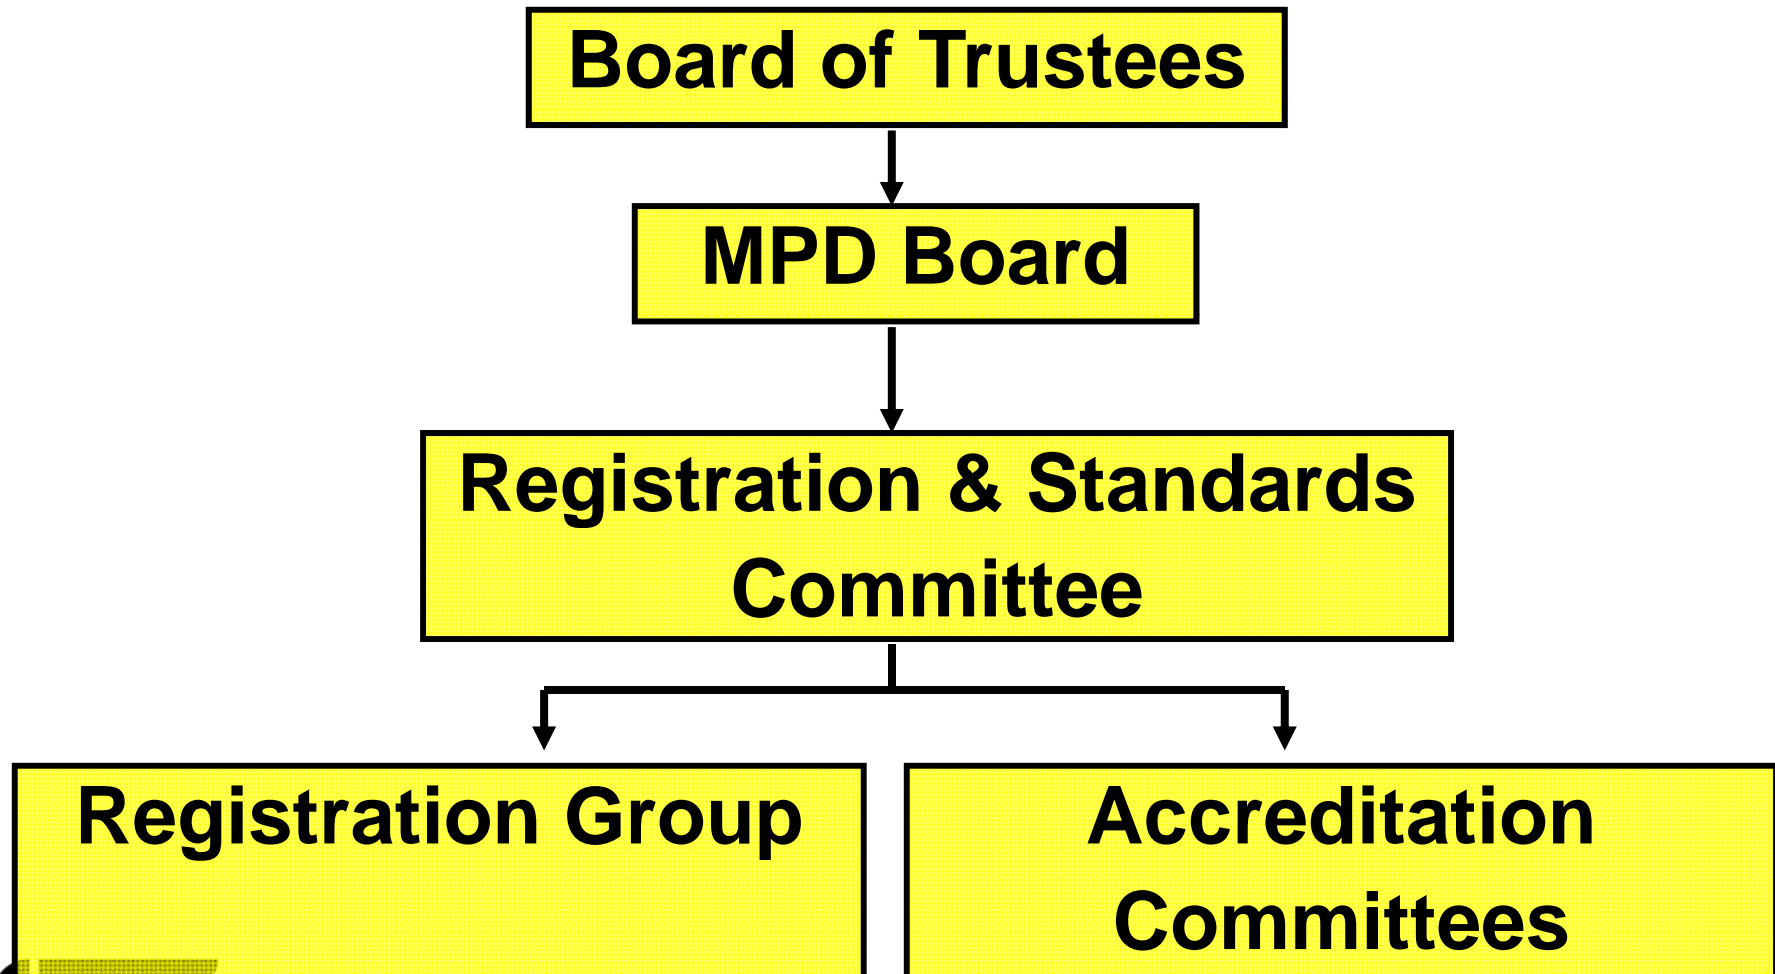 Board of Trustees
MPD Board
Registration & Standards
Committee
Registration Group
Accreditation
Committees